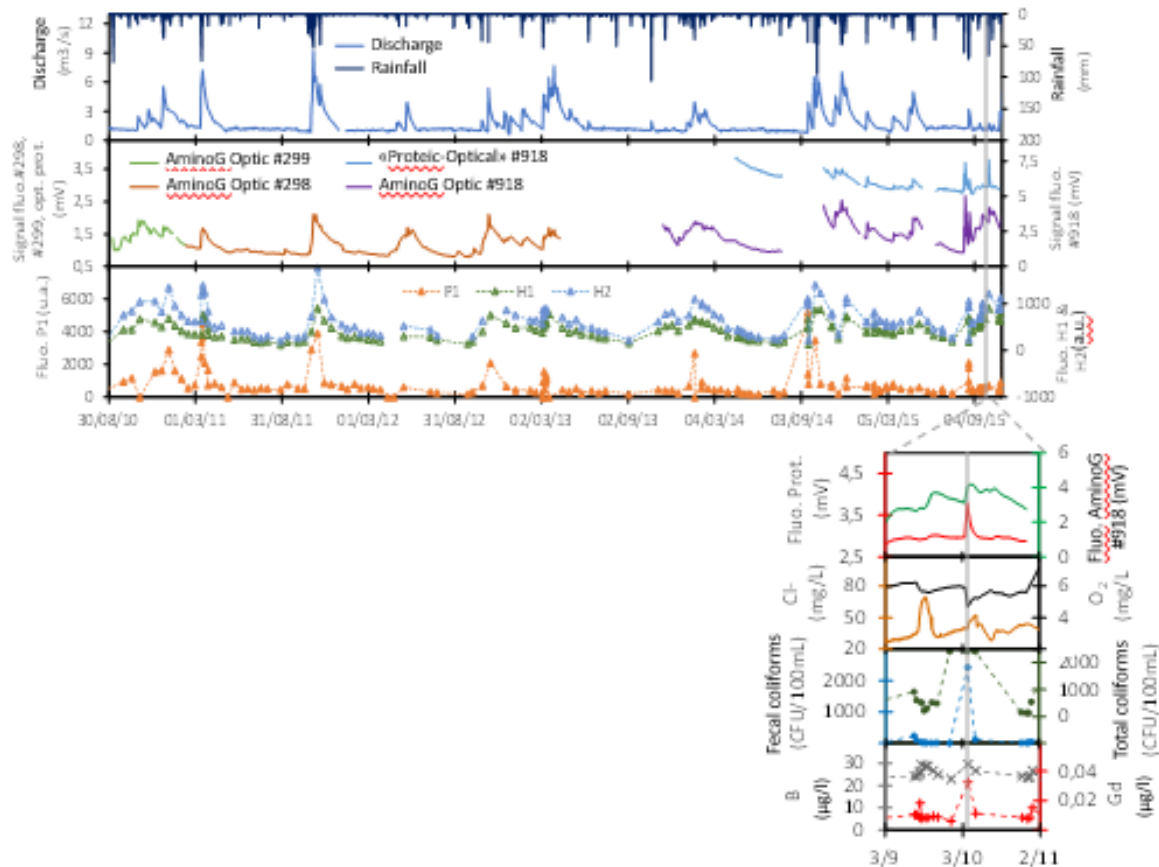 12
9
6
3
0
Discharge
(m3 /s)
Discharge
Rainfall
0
50
100
150
200
Rainfall
(mm)
Signal fluo.#298,
#299, opt. prot.
(mV)
3,5
2,5
1,5
0,5
AminoG Optic #299
«Proteic-Optical» #918
AminoG Optic #298
AminoG Optic #918
7,5
5
2,5
0
Signal fluo.
#918 (mV)
Fluo. P1 (u.a.)
6000
4000
2000
0
P1
H1
H2
1000
0
-1000
Fluo. H1 &
H2(a.u.)
30/08/10
01/03/11
31/08/11
01/03/12
31/08/12
02/03/13
02/09/13
04/03/14
03/09/14
05/03/15
04/09/15
Fluo. Prot.
(mV)
4,5
3,5
2,5
6
4
2
0
Fluo. AminoG
#918 (mV)
Cl-
(mg/L)
80
50
20
6
4
O2
mg/L
Fecal coliforms
(CFU/100mL)
2000
1000
2000
1000
0
Total coliforms
(CFU/100mL)
B
(µg/l)
30
20
10
0
0,04
0,02
Gd
(µg/l)
3/9
3/10
2/11